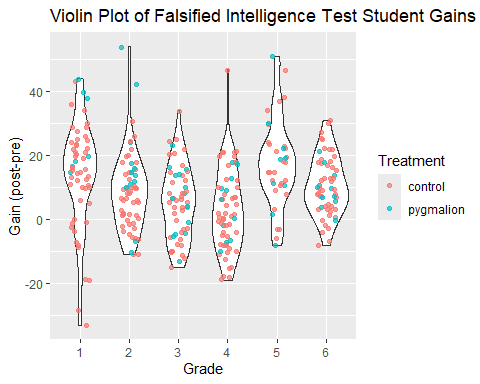 Violin Plot of Falsified Intelligence Test Student Gains
Gain (post-pre)
40
20
0
-20
1 2 3 4 5 6
Grade
Treatment
control
pygmalion